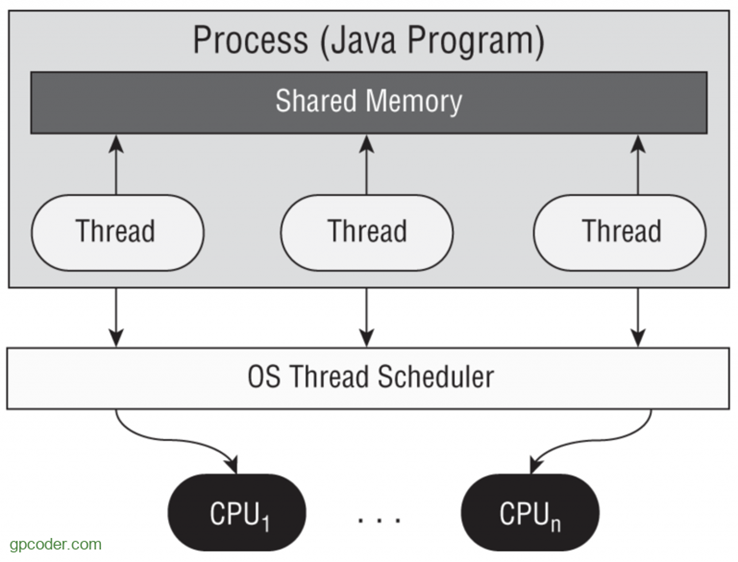 Process (Java Program)
Shared Memory
Thread
Thread
Thread
OS Thread Scheduler
CPU₁
. . .
CPUₙ
gpcoder.com